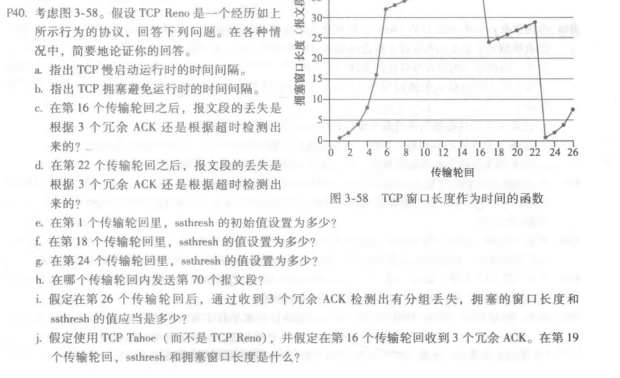 P40. 考虑图 3-58。假设 TCP Reno 是一个经历如上
所示行为的协议，回答下列问题。在各种情
况中，简要地论证你的回答。
a. 指出 TCP 慢启动运行时的时间间隔。
b. 指出 TCP 拥塞避免运行时的时间间隔。
c. 在第 16 个传输轮回之后，报文段的丢失是
根据 3 个冗余 ACK 还是根据超时检测出
来的？
d. 在第 22 个传输轮回之后，报文段的丢失是
根据 3 个冗余 ACK 还是根据超时检测出
来的？
拥塞窗口长度（报文段
30
25
20
15
10
5
0
0 2 4 6 8 10 12 14 16 18 20 22 24 26
传输轮回
图 3-58 TCP 窗口长度作为时间的函数
e. 在第 1 个传输轮回里，ssthresh 的初始值设置为多少？
f. 在第 18 个传输轮回里，ssthresh 的值设置为多少？
g. 在第 24 个传输轮回里，ssthresh 的值设置为多少？
h. 在哪个传输轮回内发送第 70 个报文段？
i. 假定在第 26 个传输轮回后，通过收到 3 个冗余 ACK 检测出有分组丢失，拥塞的窗口长度和
ssthresh 的值应当是多少？
j. 假定使用 TCP Tahoe（而不是 TCP Reno），并假定在第 16 个传输轮回收到 3 个冗余 ACK。在第 19
个传输轮回，ssthresh 和拥塞窗口长度是什么？